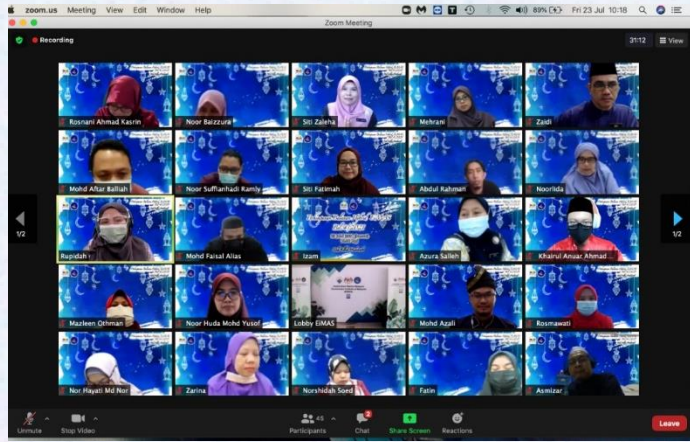 zoom.us Meeting View Edit Window Help 89% Fri 23 Jul 10:18
Zoom Meeting
Recording 31:12 View
Rosnani Ahmad Kasrin Noor Baizzura Siti Zaleha Mehrani Zaidi
Mohd Aftar Balliah Noor Suffianhadi Ramly Siti Fatimah Abdul Rahman Noorlida
1/2 1/2
Rupidah Mohd Faisal Alias Izam Azura Salleh Khairul Anuar Ahmad
Mazleen Othman Noor Huda Mohd Yusof Lobby EiMAS Mohd Azali Rosmawati
Nor Hayati Md Nor Zarina Norshidah Soed Fatin Asmizar
45 2
Unmute Stop Video Participants Chat Share Screen Reactions Leave